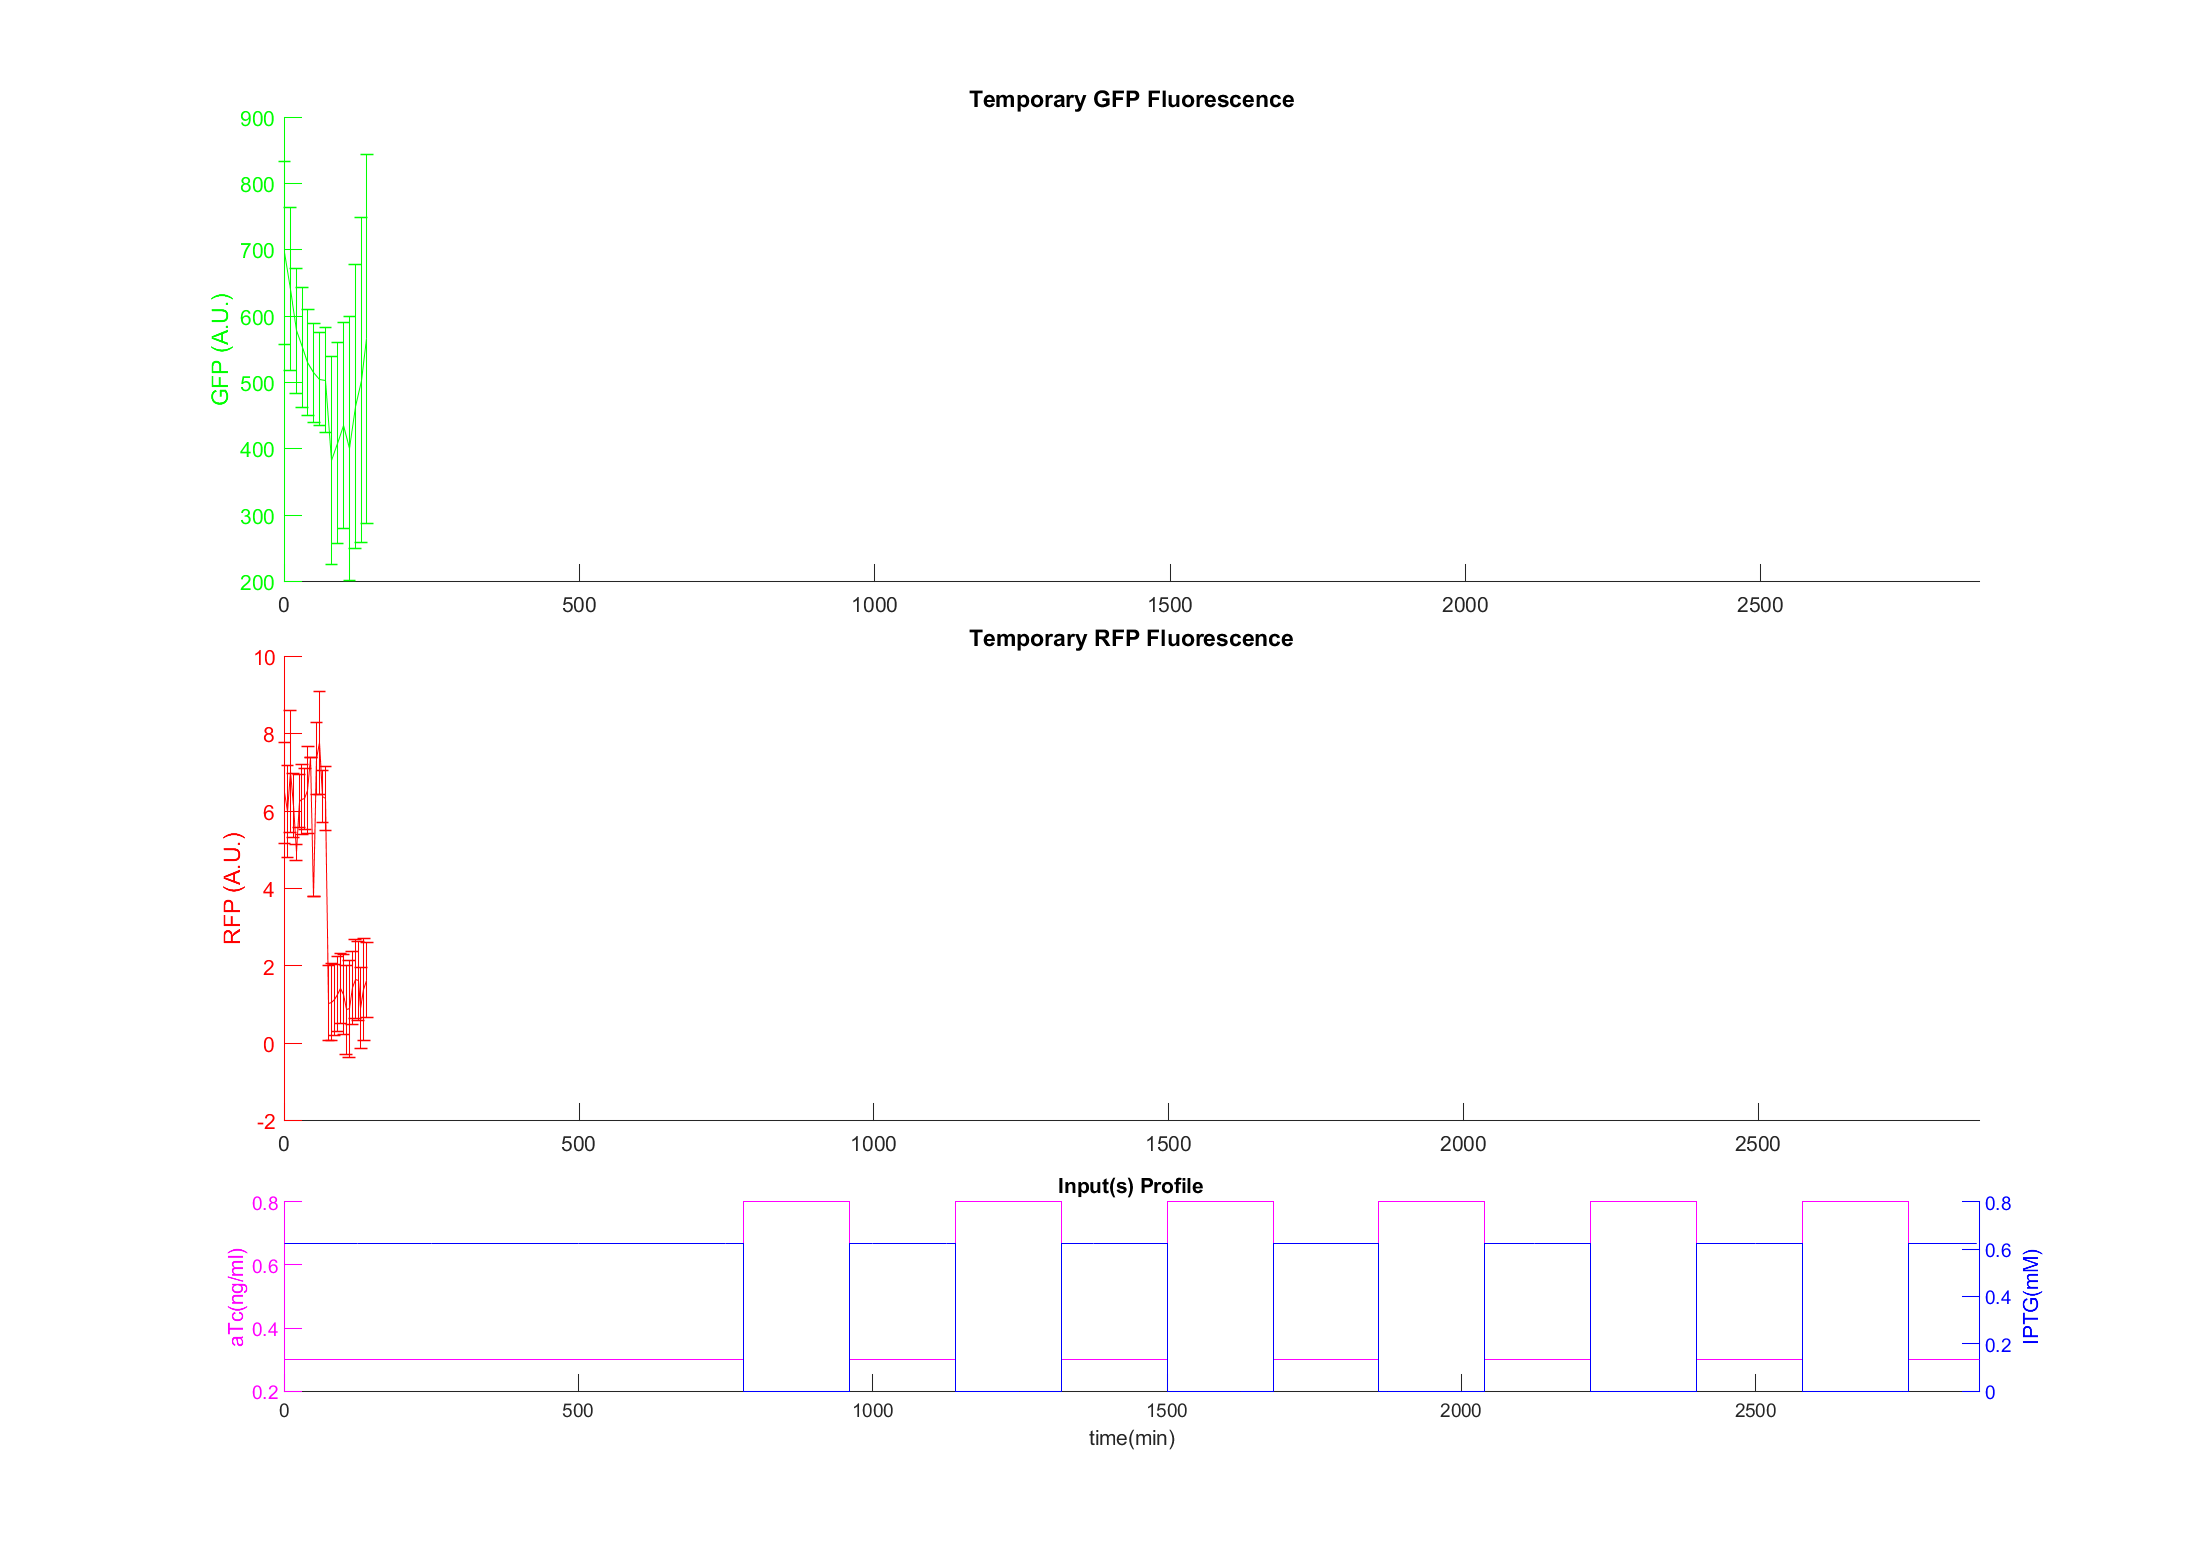 Temporary GFP Fluorescence
900
800
700
600
500
400
300
200
GFP (A.U.)
0 500 1000 1500 2000 2500
Temporary RFP Fluorescence
10
8
6
4
2
0
-2
RFP (A.U.)
0 500 1000 1500 2000 2500
Input(s) Profile
0.8
0.6
0.4
0.2
aTc(ng/ml)
0.8
0.6
0.4
0.2
0
IPTG(mM)
0 500 1000 1500 2000 2500
time(min)